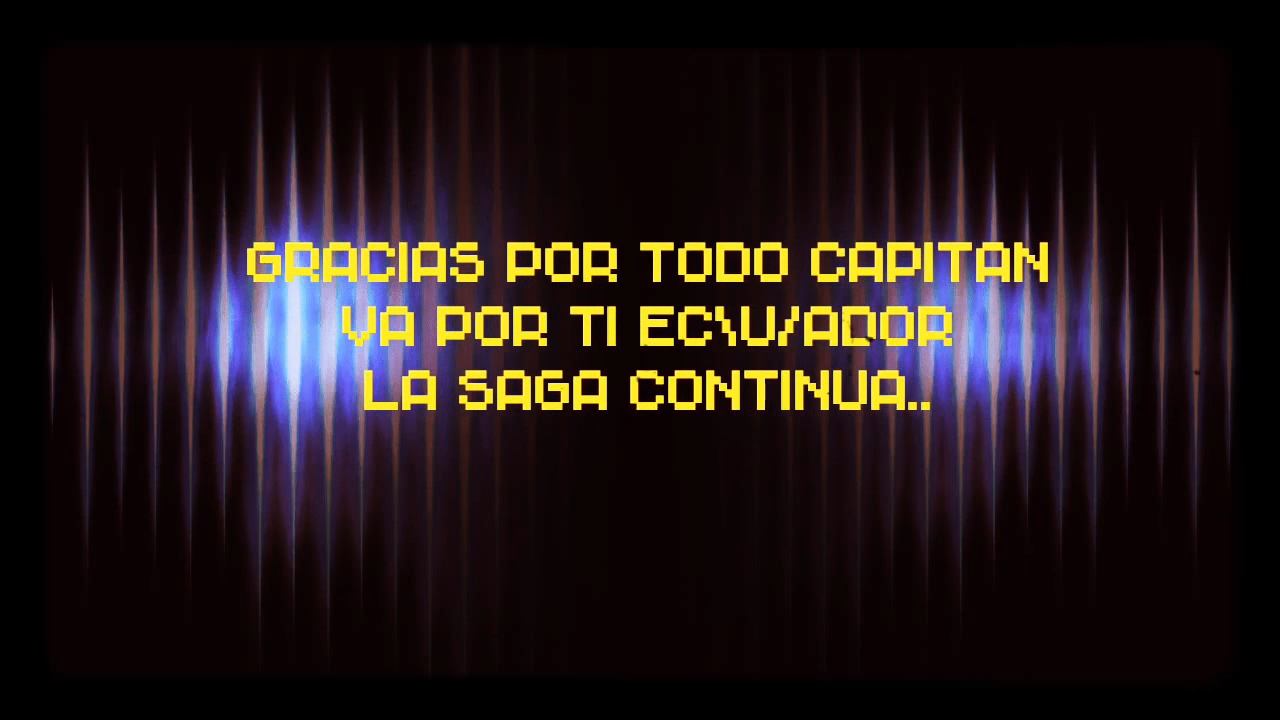 GRACIAS POR TODO CAPITAN
VA POR TI EC\U/ADOR
LA SAGA CONTINUA..